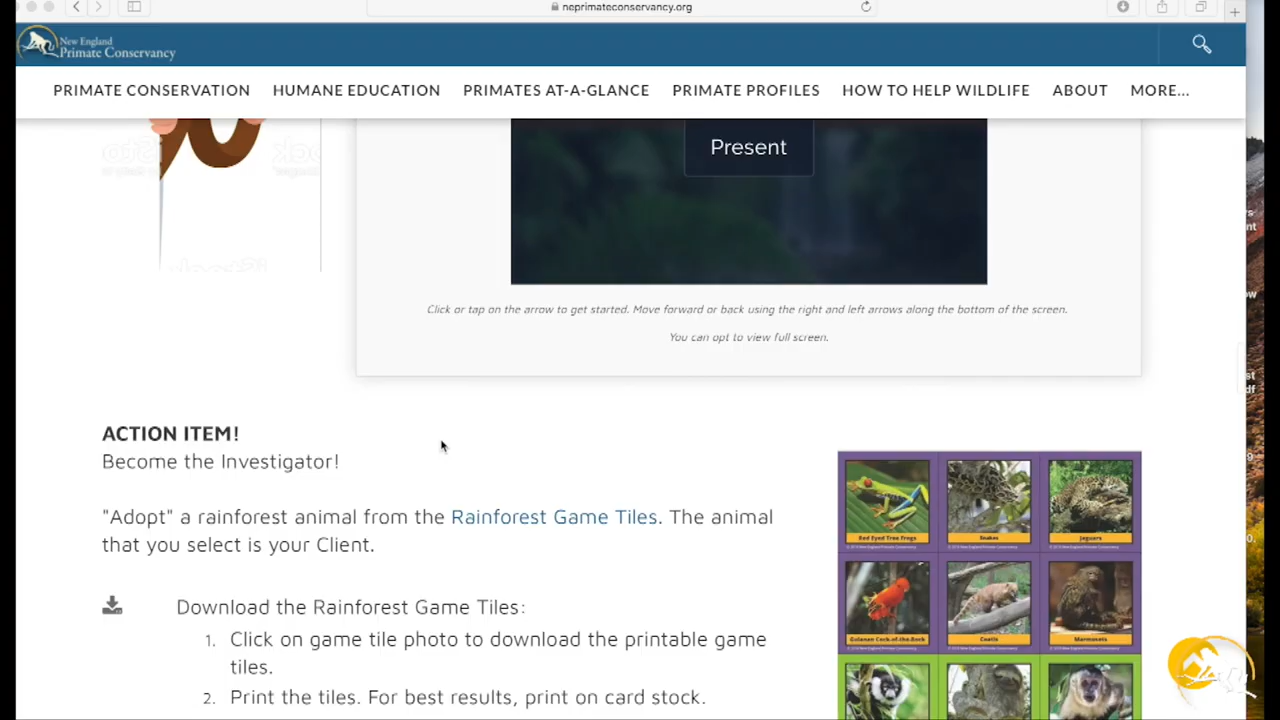 neprimateconservancy.org
New England
Primate Conservancy
PRIMATE CONSERVATION HUMANE EDUCATION PRIMATES AT-A-GLANCE PRIMATE PROFILES HOW TO HELP WILDLIFE ABOUT MORE...
Present
Click or tap on the arrow to get started. Move forward or back using the right and left arrows along the bottom of the screen.
You can opt to view full screen.
ACTION ITEM!
Become the Investigator!
"Adopt" a rainforest animal from the Rainforest Game Tiles. The animal
that you select is your Client.
Download the Rainforest Game Tiles:
1. Click on game tile photo to download the printable game
tiles.
2. Print the tiles. For best results, print on card stock.
Red Eyed Tree Frogs
Snakes
Jaguars
Guianan Cock-of-the-Rock
Coatis
Marmosets